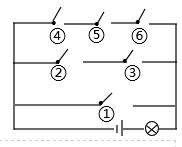 ④ ⑤ ⑥
② ③
①